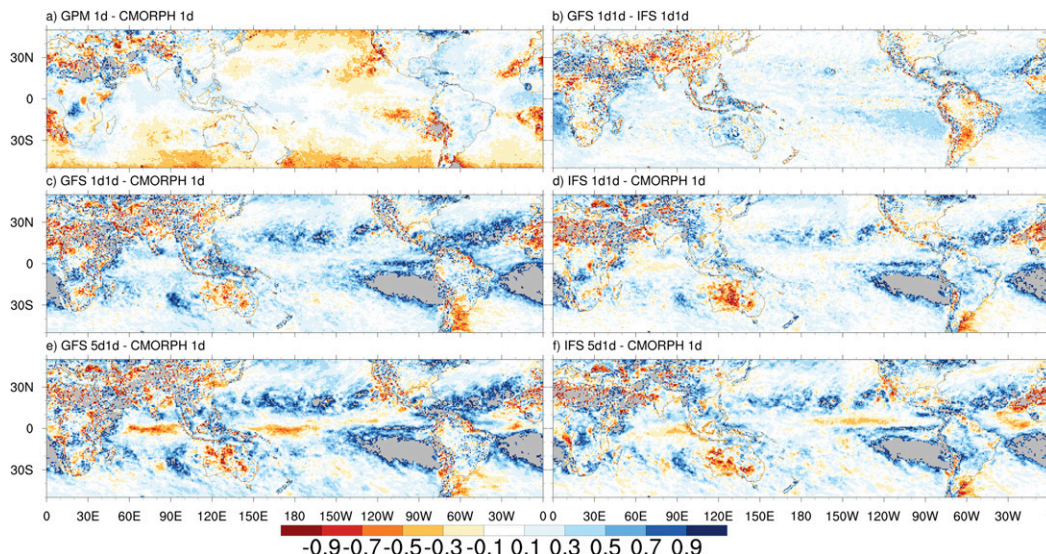 a) GPM 1d - CMORPH 1d
b) GFS 1d1d - IFS 1d1d
30N
0
30S
c) GFS 1d1d - CMORPH 1d
d) IFS 1d1d - CMORPH 1d
30N
0
30S
e) GFS 5d1d - CMORPH 1d
f) IFS 5d1d - CMORPH 1d
30N
0
30S
0 30E 60E 90E 120E 150E 180 150W 120W 90W 60W 30W 0 30E 60E 90E 120E 150E 180 150W 120W 90W 60W 30W 0
-0.9 -0.7 -0.5 -0.3 -0.1 0.1 0.3 0.5 0.7 0.9